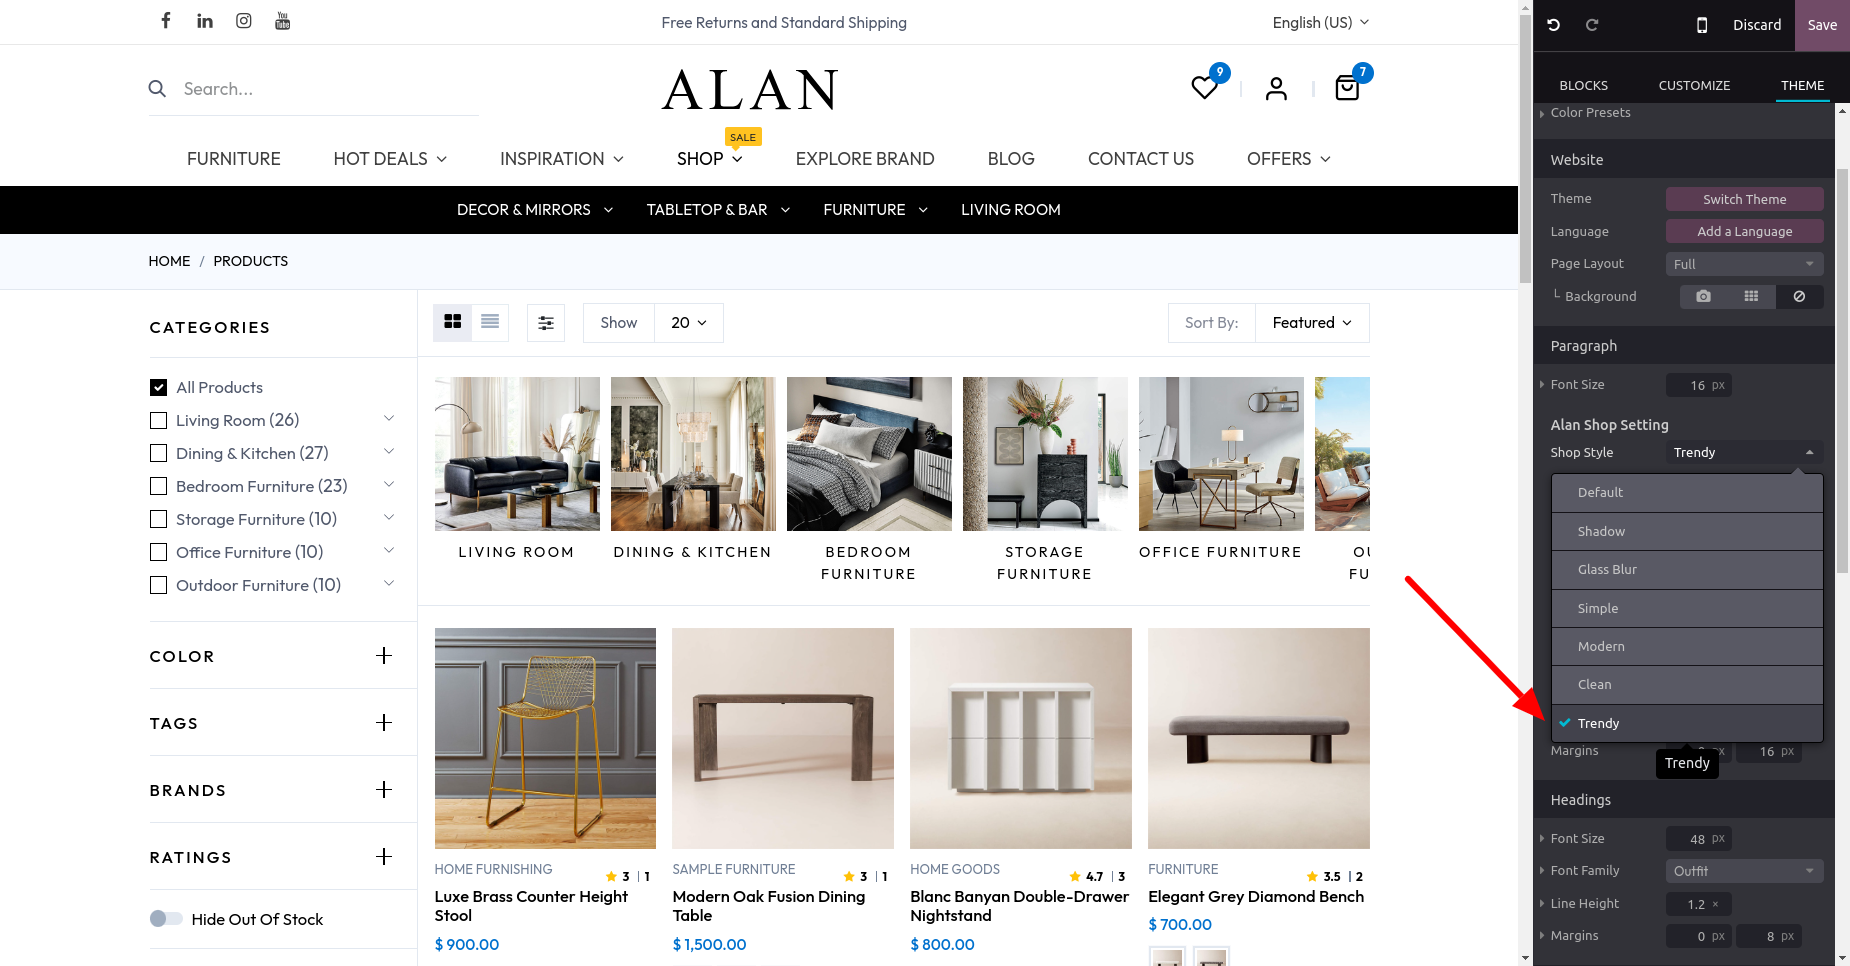 Free Returns and Standard Shipping
English (US)
Discard
Save
Search...
ALAN
9
7
BLOCKS
CUSTOMIZE
THEME
SALE
FURNITURE
HOT DEALS
INSPIRATION
SHOP
EXPLORE BRAND
BLOG
CONTACT US
OFFERS
DECOR & MIRRORS
TABLETOP & BAR
FURNITURE
LIVING ROOM
HOME / PRODUCTS
CATEGORIES
All Products
Living Room (26)
Dining & Kitchen (27)
Bedroom Furniture (23)
Storage Furniture (10)
Office Furniture (10)
Outdoor Furniture (10)
COLOR
TAGS
BRANDS
RATINGS
Hide Out Of Stock
Show
20
Sort By:
Featured
LIVING ROOM
DINING & KITCHEN
BEDROOM
FURNITURE
STORAGE
FURNITURE
OFFICE FURNITURE
OU
FU
HOME FURNISHING
3 | 1
Luxe Brass Counter Height
Stool
$ 900.00
SAMPLE FURNITURE
3 | 1
Modern Oak Fusion Dining
Table
$ 1,500.00
HOME GOODS
4.7 | 3
Blanc Banyan Double-Drawer
Nightstand
$ 800.00
FURNITURE
3.5 | 2
Elegant Grey Diamond Bench
$ 700.00
Color Presets
Website
Theme
Switch Theme
Language
Add a Language
Page Layout
Full
Background
Paragraph
Font Size
16 px
Alan Shop Setting
Shop Style
Trendy
Default
Shadow
Glass Blur
Simple
Modern
Clean
Trendy
Margins
px
16 px
Trendy
Headings
Font Size
48 px
Font Family
Outfit
Line Height
1.2 ×
Margins
0 px
8 px